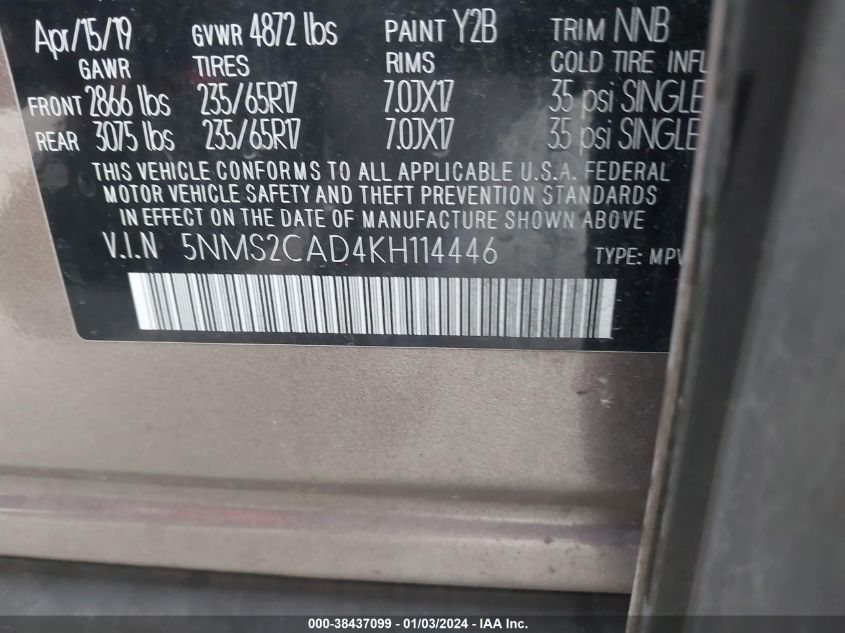 Apr/15/19 GVWR 4872 lbs PAINT Y2B TRIM NNB
GAWR TIRES RIMS COLD TIRE INFL
FRONT 2866 lbs 235/65R17 7.0JX17 35 psi SINGLE
REAR 3075 lbs 235/65R17 7.0JX17 35 psi SINGLE
THIS VEHICLE CONFORMS TO ALL APPLICABLE U.S.A. FEDERAL
MOTOR VEHICLE SAFETY AND THEFT PREVENTION STANDARDS
IN EFFECT ON THE DATE OF MANUFACTURE SHOWN ABOVE
V.I.N 5NMS2CAD4KH114446 TYPE: MPV
000-38437099 - 01/03/2024 - IAA Inc.